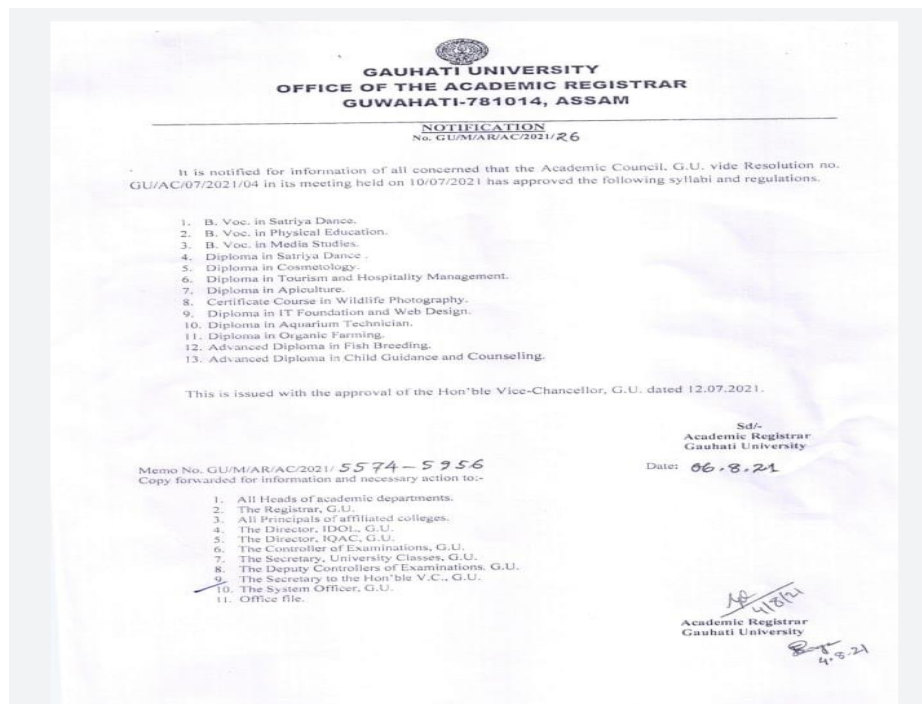 GAUHATI UNIVERSITY
OFFICE OF THE ACADEMIC REGISTRAR
GUWAHATI-781014, ASSAM
NOTIFICATION
No. GU/M/AR/AC/2021/26
It is notified for information of all concerned that the Academic Council, G.U. vide Resolution no.
GU/AC/07/2021/04 in its meeting held on 10/07/2021 has approved the following syllabi and regulations.
1. B. Voc. in Satriya Dance.
2. B. Voc. in Physical Education.
3. B. Voc. in Media Studies.
4. Diploma in Satriya Dance .
5. Diploma in Cosmetology.
6. Diploma in Tourism and Hospitality Management.
7. Diploma in Apiculture.
8. Certificate Course in Wildlife Photography.
9. Diploma in IT Foundation and Web Design.
10. Diploma in Aquarium Technician.
11. Diploma in Organic Farming.
12. Advanced Diploma in Fish Breeding.
13. Advanced Diploma in Child Guidance and Counseling.
This is issued with the approval of the Hon'ble Vice-Chancellor, G.U. dated 12.07.2021.
Sd/-
Academic Registrar
Gauhati University
Memo No. GU/M/AR/AC/2021/ 5574-5956
Date: 06.8.21
Copy forwarded for information and necessary action to:-
1. All Heads of academic departments.
2. The Registrar, G.U.
3. All Principals of affiliated colleges.
4. The Director, IDOL, G.U.
5. The Director, IQAC, G.U.
6. The Controller of Examinations, G.U.
7. The Secretary, University Classes, G.U.
8. The Deputy Controllers of Examinations, G.U.
9. The Secretary to the Hon'ble V.C., G.U.
10. The System Officer, G.U.
11. Office file.
4/8/21
Academic Registrar
Gauhati University
4.8.21